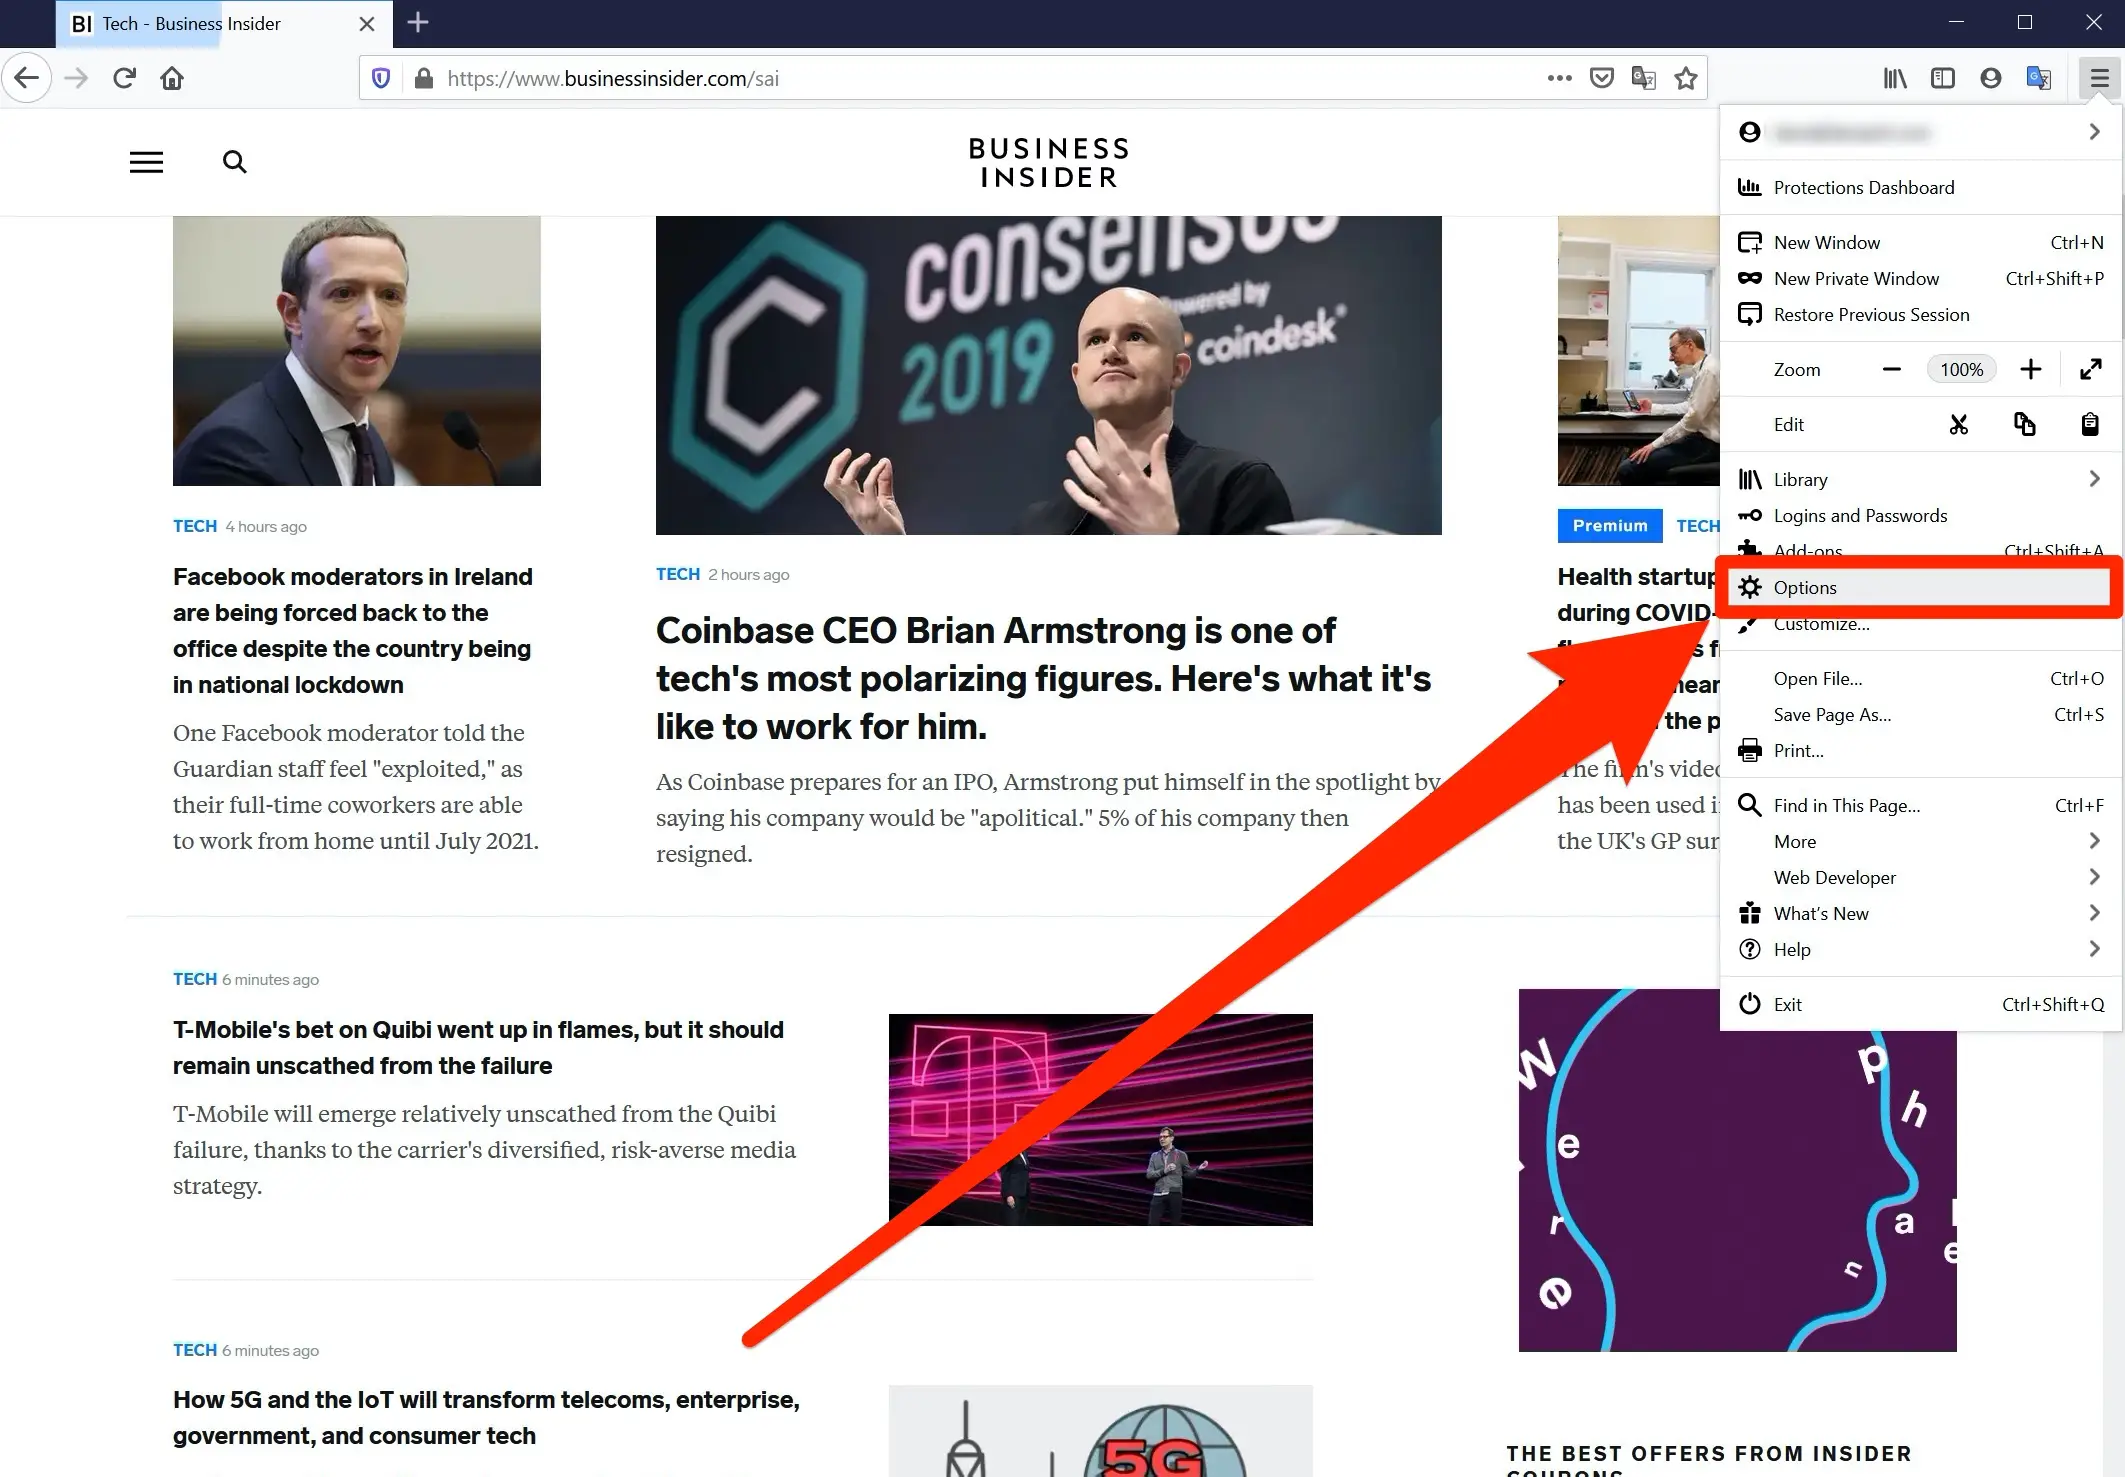 BI Tech - Business Insider
https://www.businessinsider.com/sai
BUSINESS
INSIDER
consensus
2019
powered by
coindesk
TECH 4 hours ago
Facebook moderators in Ireland
are being forced back to the
office despite the country being
in national lockdown
One Facebook moderator told the
Guardian staff feel "exploited," as
their full-time coworkers are able
to work from home until July 2021.
TECH 2 hours ago
Coinbase CEO Brian Armstrong is one of
tech's most polarizing figures. Here's what it's
like to work for him.
As Coinbase prepares for an IPO, Armstrong put himself in the spotlight by
saying his company would be "apolitical." 5% of his company then
resigned.
Premium TECH
Health startup
during COVID-
the p
The firm's video
has been used
the UK's GP
TECH 6 minutes ago
T-Mobile's bet on Quibi went up in flames, but it should
remain unscathed from the failure
T-Mobile will emerge relatively unscathed from the Quibi
failure, thanks to the carrier's diversified, risk-averse media
strategy.
T
TECH 6 minutes ago
How 5G and the IoT will transform telecoms, enterprise,
government, and consumer tech
5G
Protections Dashboard
New Window Ctrl+N
New Private Window Ctrl+Shift+P
Restore Previous Session
Zoom 100%
Edit
Library
Logins and Passwords
Add-ons Ctrl+Shift+A
Options
Customize...
Open File... Ctrl+O
Save Page As... Ctrl+S
Print...
Find in This Page... Ctrl+F
More
Web Developer
What's New
Help
Exit Ctrl+Shift+Q
w
e
r
e
p
h
a
n
e
THE BEST OFFERS FROM INSIDER
COUPONS